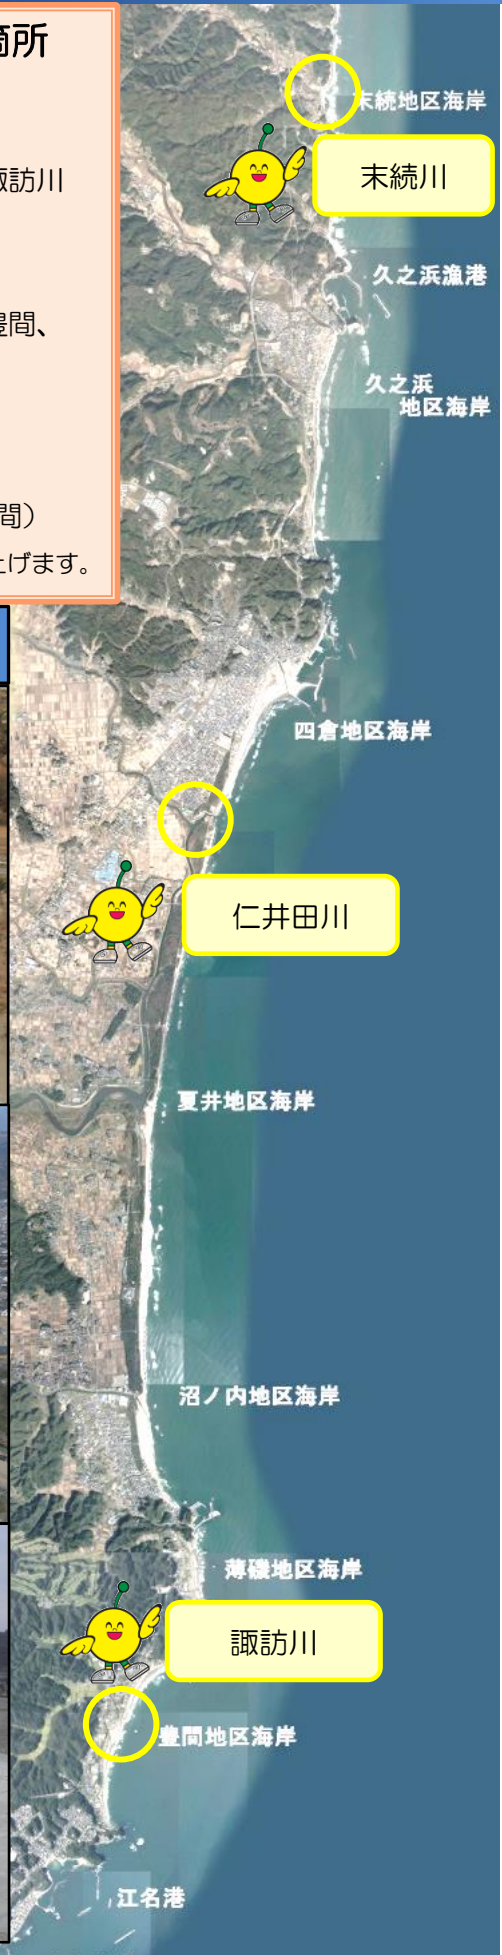 箇所
諏訪川
豊間、
間）
上げます。
末続地区海岸
末続川
久之浜漁港
久之浜
地区海岸
四倉地区海岸
仁井田川
夏井地区海岸
沼ノ内地区海岸
薄磯地区海岸
諏訪川
豊間地区海岸
江名港